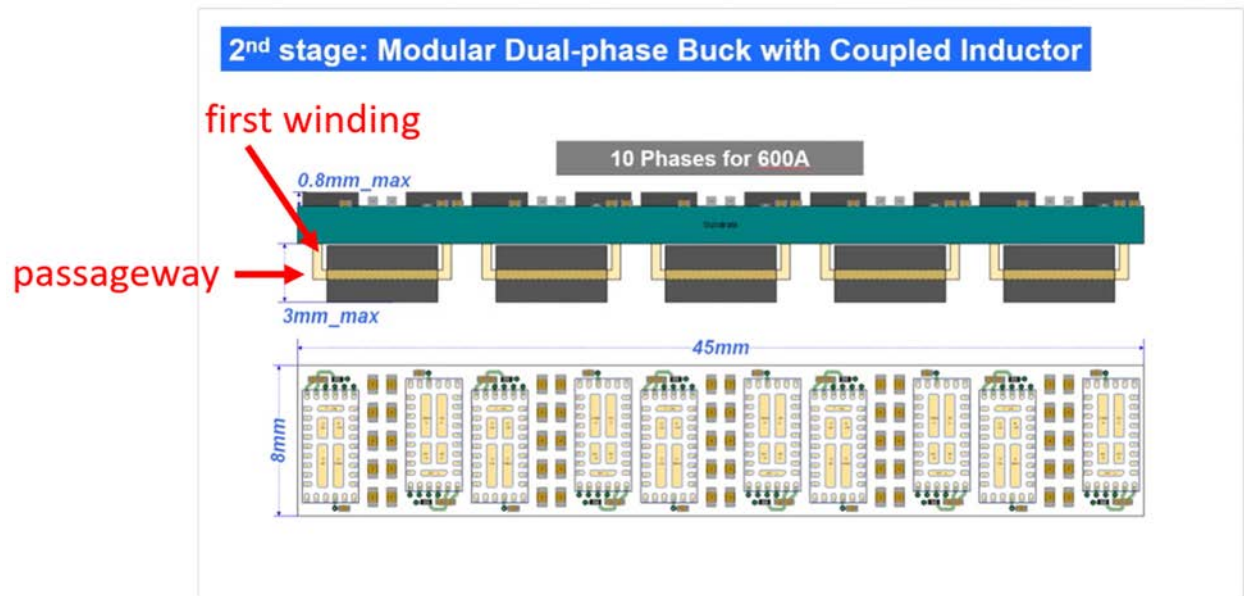 2nd stage: Modular Dual-phase Buck with Coupled Inductor
first winding
10 Phases for 600A
0.8mm_max
passageway
3mm_max
45mm
8mm